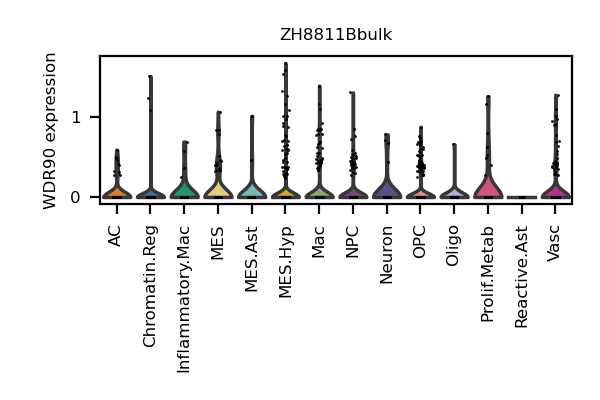 ZH8811Bbulk
WDR90 expression
1
0
AC
Chromatin.Reg
Inflammatory.Mac
MES
MES.Ast
MES.Hyp
Mac
NPC
Neuron
OPC
Oligo
Prolif.Metab
Reactive.Ast
Vasc